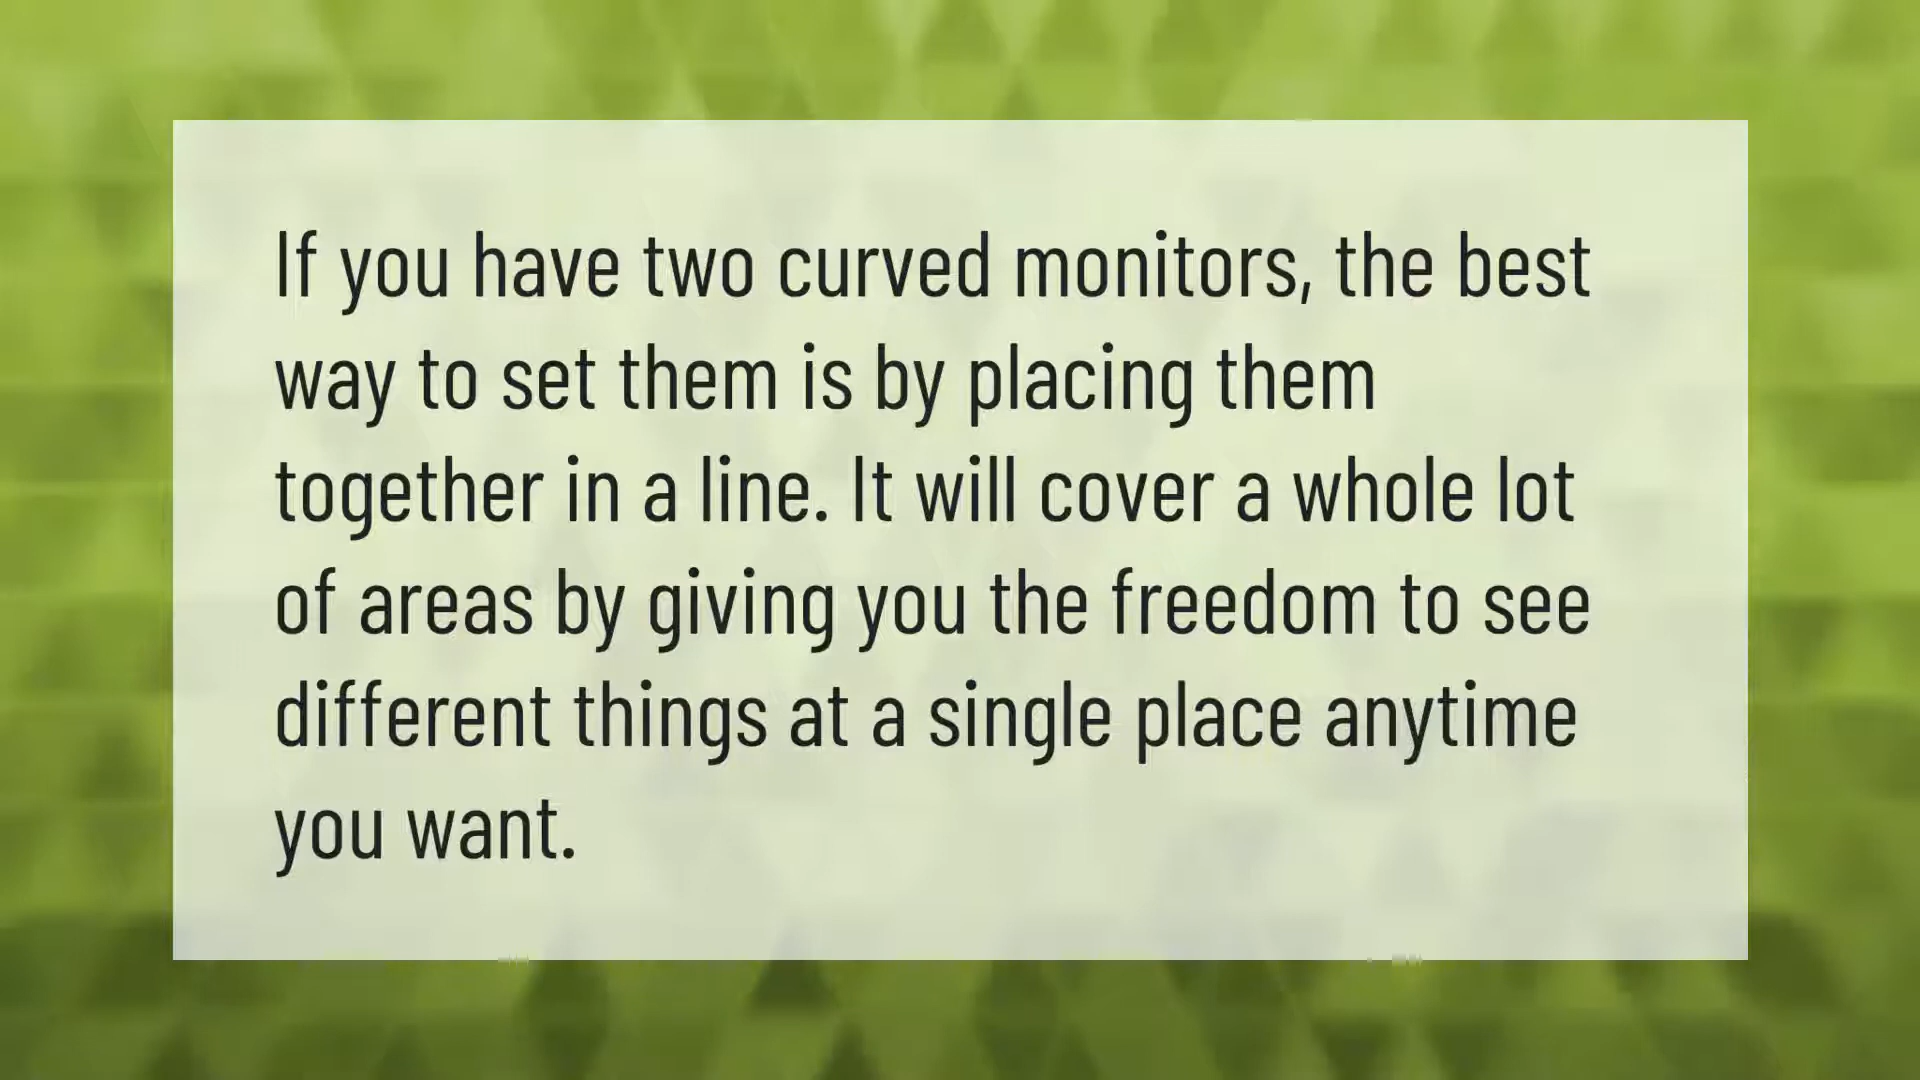 If you have two curved monitors, the best
way to set them is by placing them
together in a line. It will cover a whole lot
of areas by giving you the freedom to see
different things at a single place anytime
you want.